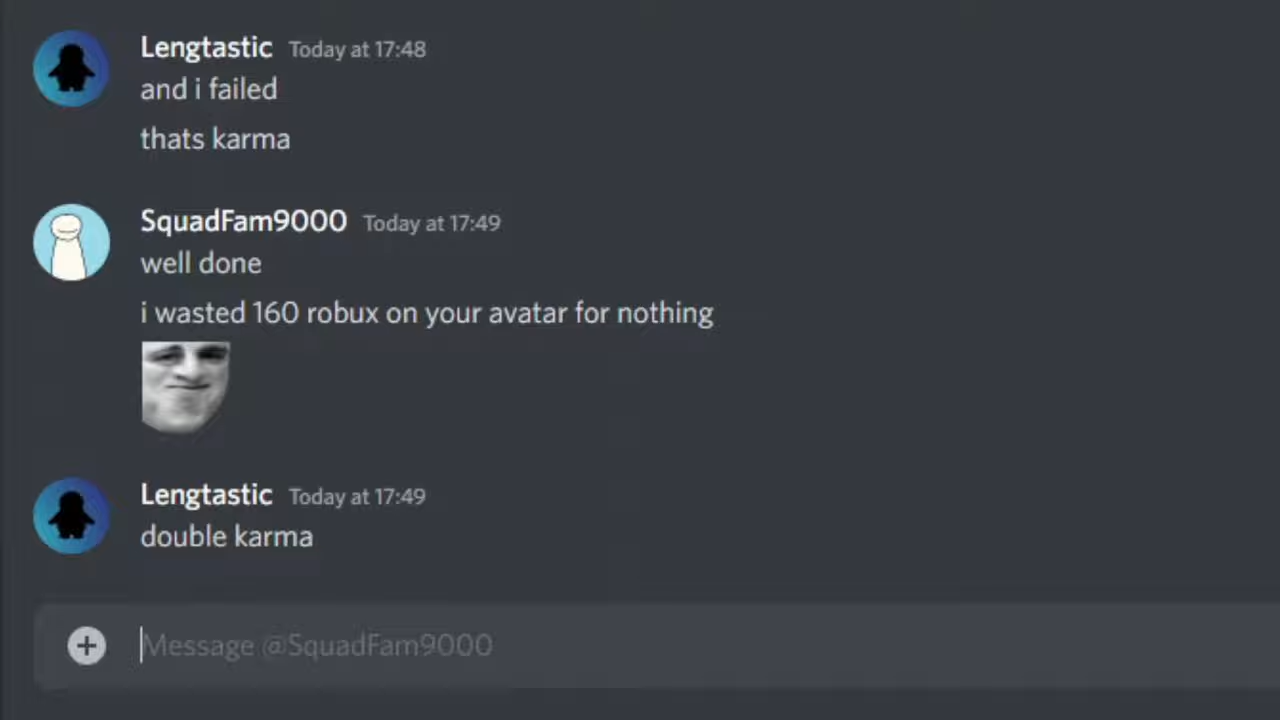 Lengtastic Today at 17:48
and i failed
thats karma
SquadFam9000 Today at 17:49
well done
i wasted 160 robux on your avatar for nothing
Lengtastic Today at 17:49
double karma
Message @SquadFam9000